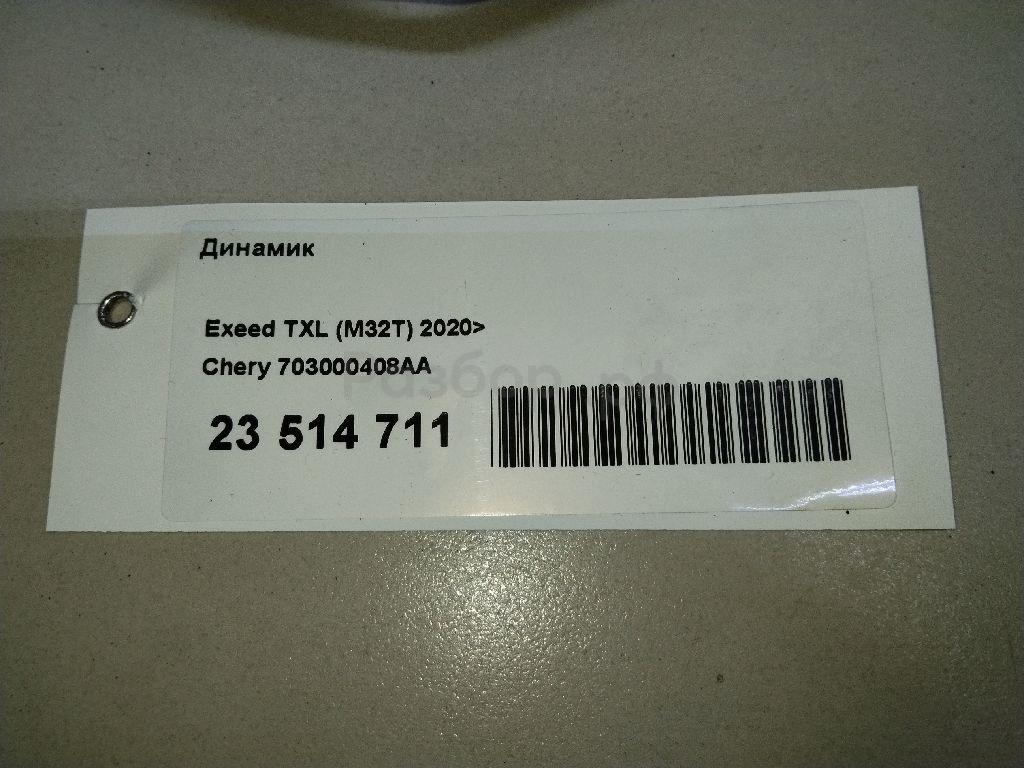 Динамик
Exeed TXL (M32T) 2020>
Chery 703000408AA
Разбор.рф
23 514 711